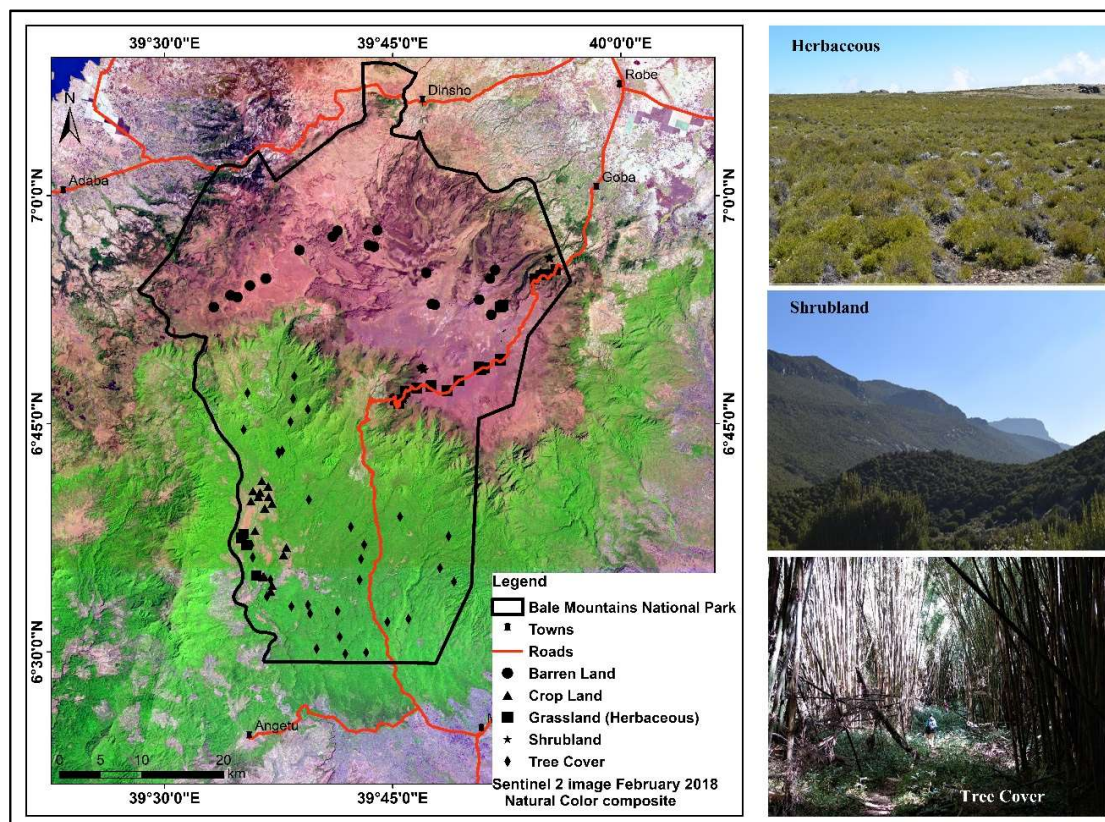 39°30'0"E 39°45'0"E 40°0'0"E
Herbaceous
Robe
Dinsho
N
Adaba
Goba
7°0'0"N 7°0'0"N
Shrubland
6°45'0"N 6°45'0"N
6°30'0"N 6°30'0"N
Legend
Bale Mountains National Park
Towns
Roads
Barren Land
Crop Land
Grassland (Herbaceous)
Shrubland
Tree Cover
Angetu
0 5 10 20
km
Sentinel 2 image February 2018
Natural Color composite
39°30'0"E 39°45'0"E
Tree Cover